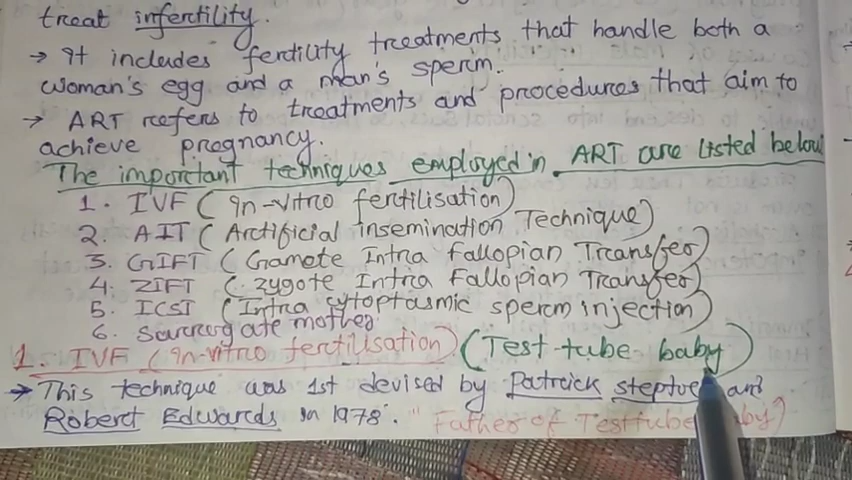 treat infertility.
→ It includes fertility treatments that handle both a
woman's egg and a man's sperm.
→ ART refers to treatments and procedures that aim to
achieve pregnancy.
The important techniques employed in ART are listed below
1. IVF (In-vitro fertilisation)
2. AIT (Artificial insemination Technique)
3. GIFT (Gamete Intra fallopian Transfer)
4. ZIFT (Zygote Intra Fallopian Transfer)
5. ICSI (Intra cytoplasmic sperm injection)
6. Surrogate mother
1. IVF (In-vitro fertilisation) (Test-tube baby)
→ This technique was 1st devised by Patrick steptoe and
Robert Edwards in 1978. "Father of Testtube baby)